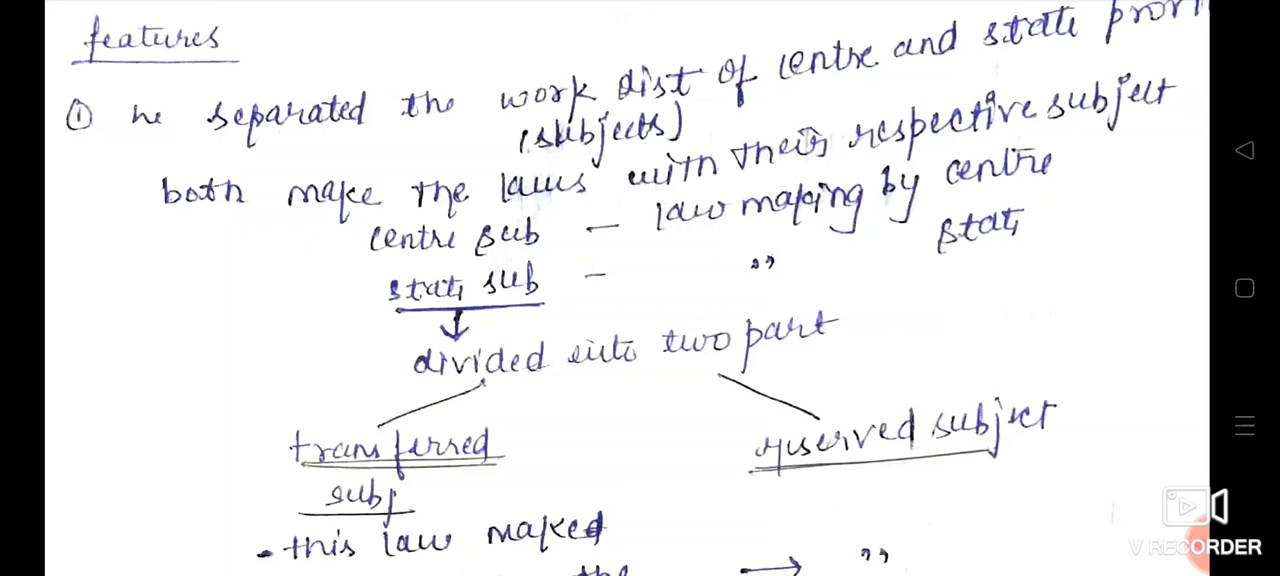 features
① he separated the work dist of centre and state provi
(subjects)
both make the laws with their respective subject
centre sub – law making by centre
state sub – ,, state
divided into two part
transferred reserved subject
subj
• this law maked
the → ,,
V RECORDER